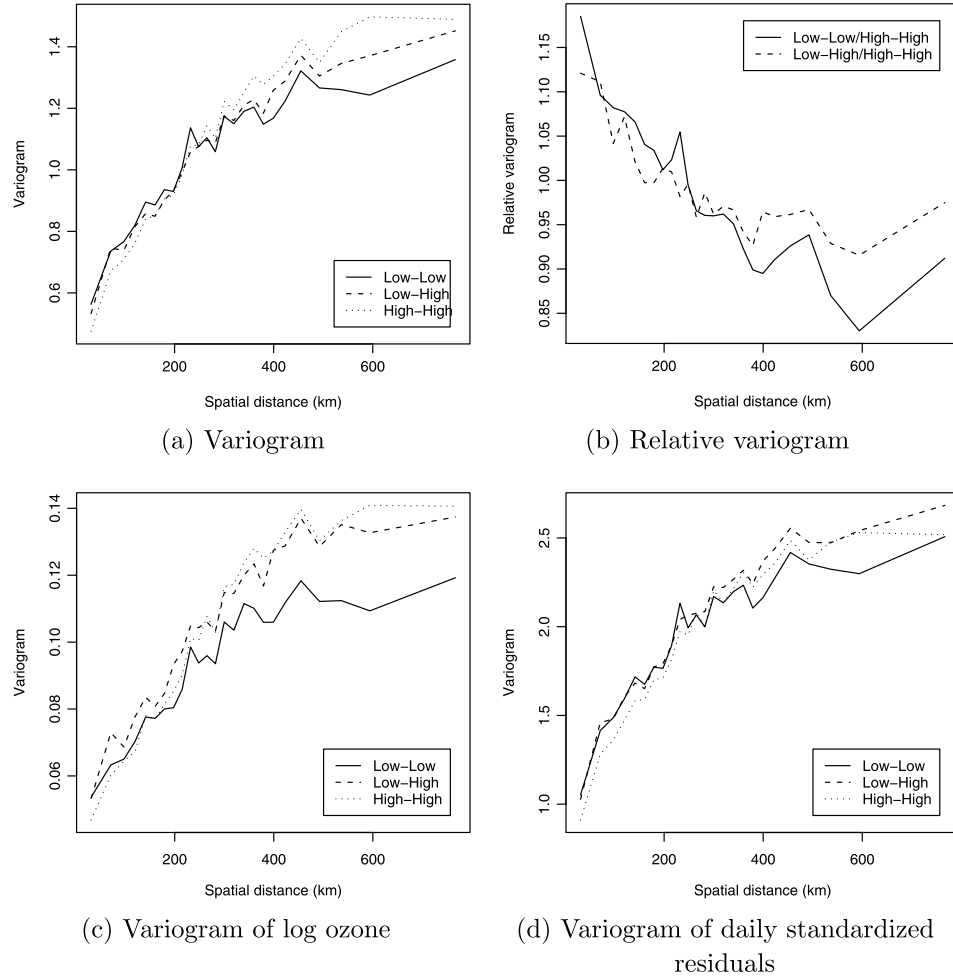 Variogram
0.6 0.8 1.0 1.2 1.4
Low−Low
Low−High
High−High
200 400 600
Spatial distance (km)
(a) Variogram
Relative variogram
0.85 0.90 0.95 1.00 1.05 1.10 1.15
Low−Low/High−High
Low−High/High−High
200 400 600
Spatial distance (km)
(b) Relative variogram
Variogram
0.06 0.08 0.10 0.12 0.14
Low−Low
Low−High
High−High
200 400 600
Spatial distance (km)
(c) Variogram of log ozone
Variogram
1.0 1.5 2.0 2.5
Low−Low
Low−High
High−High
200 400 600
Spatial distance (km)
(d) Variogram of daily standardized
residuals